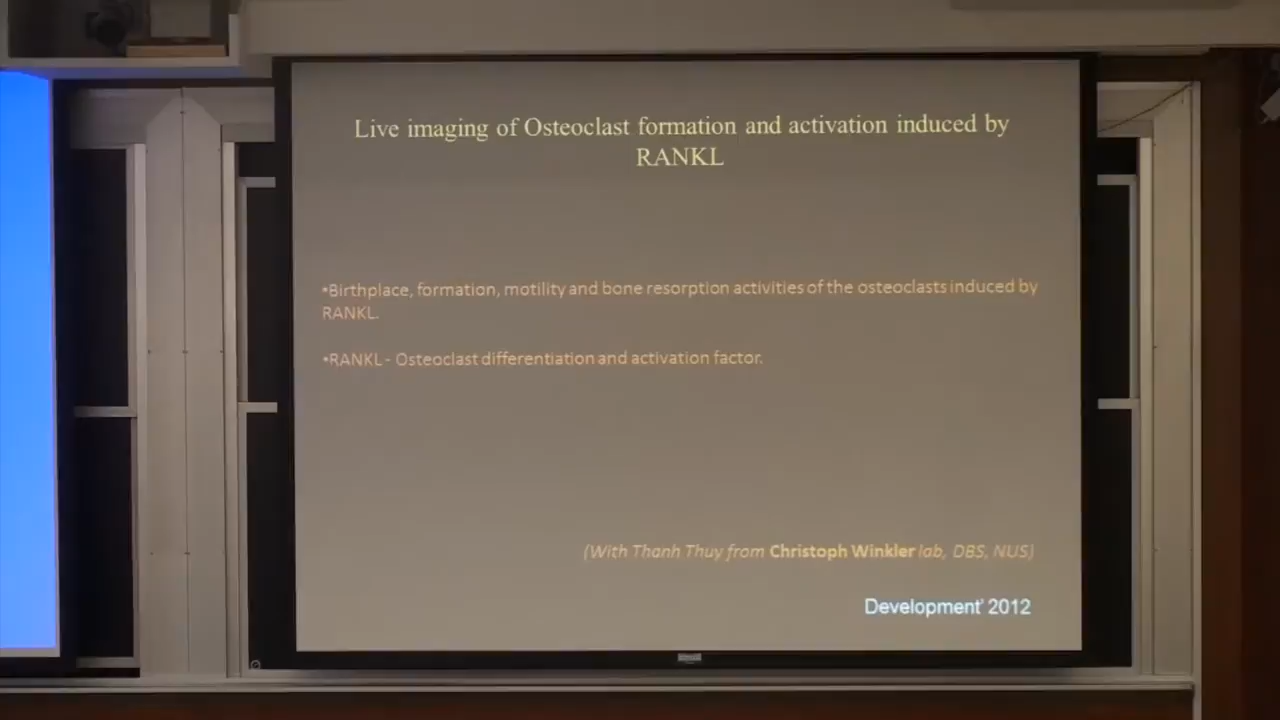 Live imaging of Osteoclast formation and activation induced by
RANKL
•Birthplace, formation, motility and bone resorption activities of the osteoclasts induced by
RANKL.
•RANKL - Osteoclast differentiation and activation factor.
(With Thanh Thuy from Christoph Winkler lab, DBS, NUS)
Development' 2012